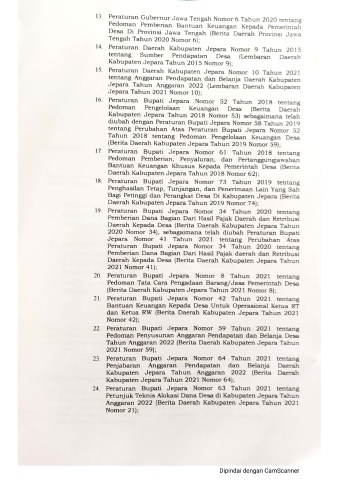 13. Peraturan Gubernur Jawa Tengah Nomor 6 Tahun 2020 tentang
Pedoman Pemberian Bantuan Keuangan Kepada Pemerintah
Desa Di Provinsi Jawa Tengah (Berita Daerah Provinsi Jawa
Tengah Tahun 2020 Nomor 6);
14. Peraturan Daerah Kabupaten Jepara Nomor 9 Tahun 2015
tentang Sumber Pendapatan Desa (Lembaran Daerah
Kabupaten Jepara Tahun 2015 Nomor 9);
15. Peraturan Daerah Kabupaten Jepara Nomor 10 Tahun 2021
tentang Anggaran Pendapatan dan Belanja Daerah Kabupaten
Jepara Tahun Anggaran 2022 (Lembaran Daerah Kabupaten
Jepara Tahun 2021 Nomor 10);
16. Peraturan Bupati Jepara Nomor 52 Tahun 2018 tentang
Pedoman Pengelolaan Keuangan Desa (Berita Daerah
Kabupaten Jepara Tahun 2018 Nomor 53) sebagaimana telah
diubah dengan Peraturan Bupati Jepara Nomor 58 Tahun 2019
tentang Perubahan Atas Peraturan Bupati Jepara Nomor 52
Tahun 2018 tentang Pedoman Pengelolaan Keuangan Desa
(Berita Daerah Kabupaten Jepara Tahun 2019 Nomor 59);
17. Peraturan Bupati Jepara Nomor 61 Tahun 2018 tentang
Pedoman Pemberian, Penyaluran, dan Pertanggungjawaban
Bantuan Keuangan Khusus Kepada Pemerintah Desa (Berita
Daerah Kabupaten Jepara Tahun 2018 Nomor 62);
18. Peraturan Bupati Jepara Nomor 73 Tahun 2019 tentang
Penghasilan Tetap, Tunjangan, dan Penerimaan Lain Yang Sah
Bagi Petinggi dan Perangkat Desa Di Kabupaten Jepara (Berita
Daerah Kabupaten Jepara Tahun 2019 Nomor 74);
19. Peraturan Bupati Jepara Nomor 34 Tahun 2020 tentang
Pemberian Dana Bagian Dari Hasil Pajak Daerah dan Retribusi
Daerah Kepada Desa (Berita Daerah Kabupaten Jepara Tahun
2020 Nomor 34), sebagaimana telah diubah Peraturan Bupati
Jepara Nomor 41 Tahun 2021 tentang Perubahan Atas
Peraturan Bupati Jepara Nomor 34 Tahun 2020 tentang
Pemberian Dana Bagian Dari Hasil Pajak daerah dan Retribusi
Daerah Kepada Desa (Berita Daerah Kabupaten Jepara Tahun
2021 Nomor 41);
20. Peraturan Bupati Jepara Nomor 8 Tahun 2021 tentang
Pedoman Tata Cara Pengadaan Barang/Jasa Pemerintah Desa
(Berita Daerah Kabupaten Jepara Tahun 2021 Nomor 8);
21. Peraturan Bupati Jepara Nomor 42 Tahun 2021 tentang
Bantuan Keuangan Kepada Desa Untuk Operasional Ketua RT
dan Ketua RW (Berita Daerah Kabupaten Jepara Tahun 2021
Nomor 42);
22. Peraturan Bupati Jepara Nomor 59 Tahun 2021 tentang
Pedoman Penyusunan Anggaran Pendapatan dan Belanja Desa
Tahun Anggaran 2022 (Berita Daerah Kabupaten Jepara Tahun
2021 Nomor 59);
23. Peraturan Bupati Jepara Nomor 64 Tahun 2021 tentang
Penjabaran Anggaran Pendapatan dan Belanja Daerah
Kabupaten Jepara Tahun Anggaran 2022 (Berita Daerah
Kabupaten Jepara Tahun 2021 Nomor 64);
24. Peraturan Bupati Jepara Nomor 63 Tahun 2021 tentang
Petunjuk Teknis Alokasi Dana Desa di Kabupaten Jepara Tahun
Anggaran 2022 (Berita Daerah Kabupaten Jepara Tahun 2021
Nomor 21);
Dipindai dengan CamScanner